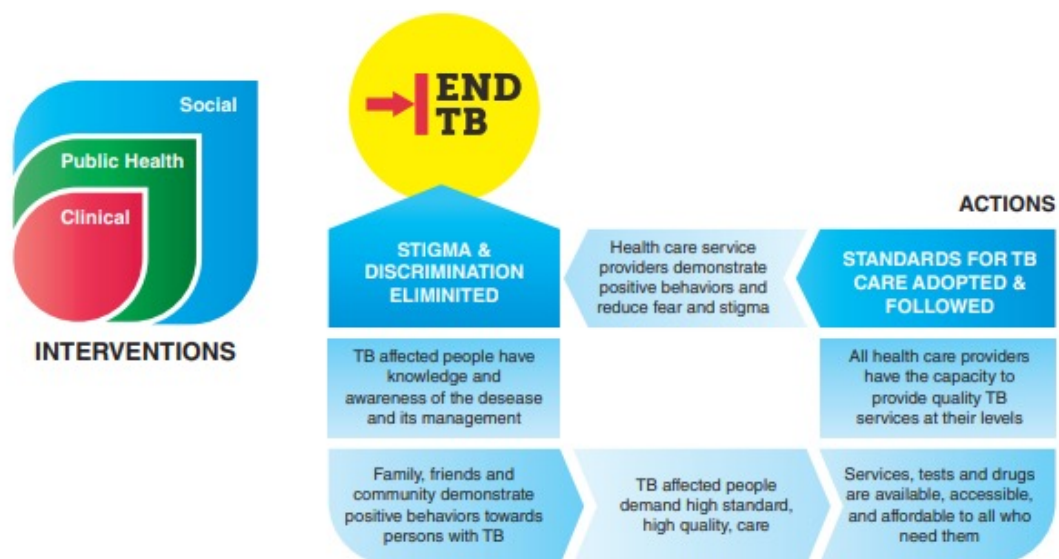 Social
Public Health
Clinical
INTERVENTIONS
END
TB
ACTIONS
STIGMA &
DISCRIMINATION
ELIMINITED
Health care service
providers demonstrate
positive behaviors and
reduce fear and stigma
STANDARDS FOR TB
CARE ADOPTED &
FOLLOWED
TB affected people have
knowledge and
awareness of the desease
and its management
All health care providers
have the capacity to
provide quality TB
services at their levels
Family, friends and
community demonstrate
positive behaviors towards
persons with TB
TB affected people
demand high standard,
high quality, care
Services, tests and drugs
are available, accessible,
and affordable to all who
need them